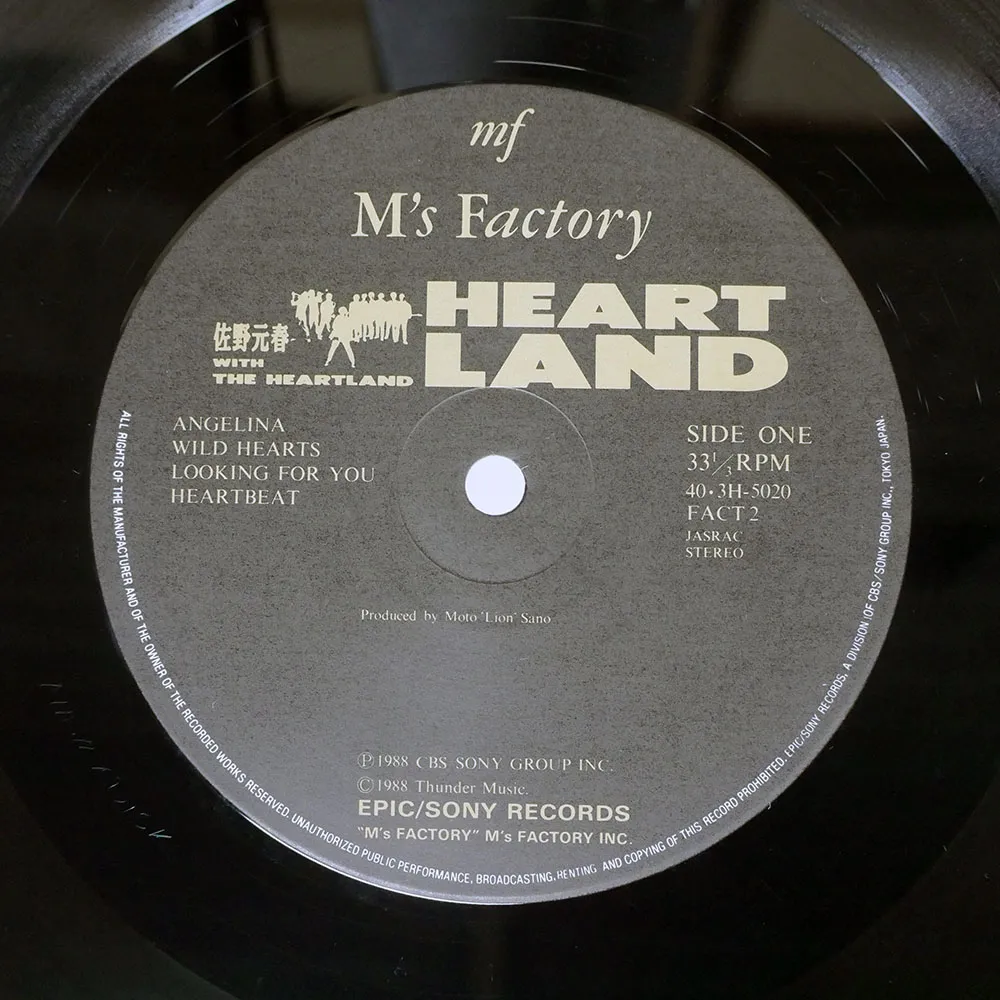 mf
M's Factory
佐野元春
WITH
THE HEARTLAND
HEART
LAND
ANGELINA
WILD HEARTS
LOOKING FOR YOU
HEARTBEAT
SIDE ONE
33⅓RPM
40・3H-5020
FACT 2
JASRAC
STEREO
Produced by Moto 'Lion' Sano
Ⓟ1988 CBS SONY GROUP INC.
©1988 Thunder Music.
EPIC/SONY RECORDS
"M's FACTORY" M's FACTORY INC.
ALL RIGHTS OF THE MANUFACTURER AND OF THE OWNER OF THE RECORDED WORKS RESERVED. UNAUTHORIZED PUBLIC PERFORMANCE, BROADCASTING, RENTING AND COPYING OF THIS RECORD PROHIBITED. EPIC/SONY RECORDS, A DIVISION OF CBS/SONY GROUP INC., TOKYO JAPAN.